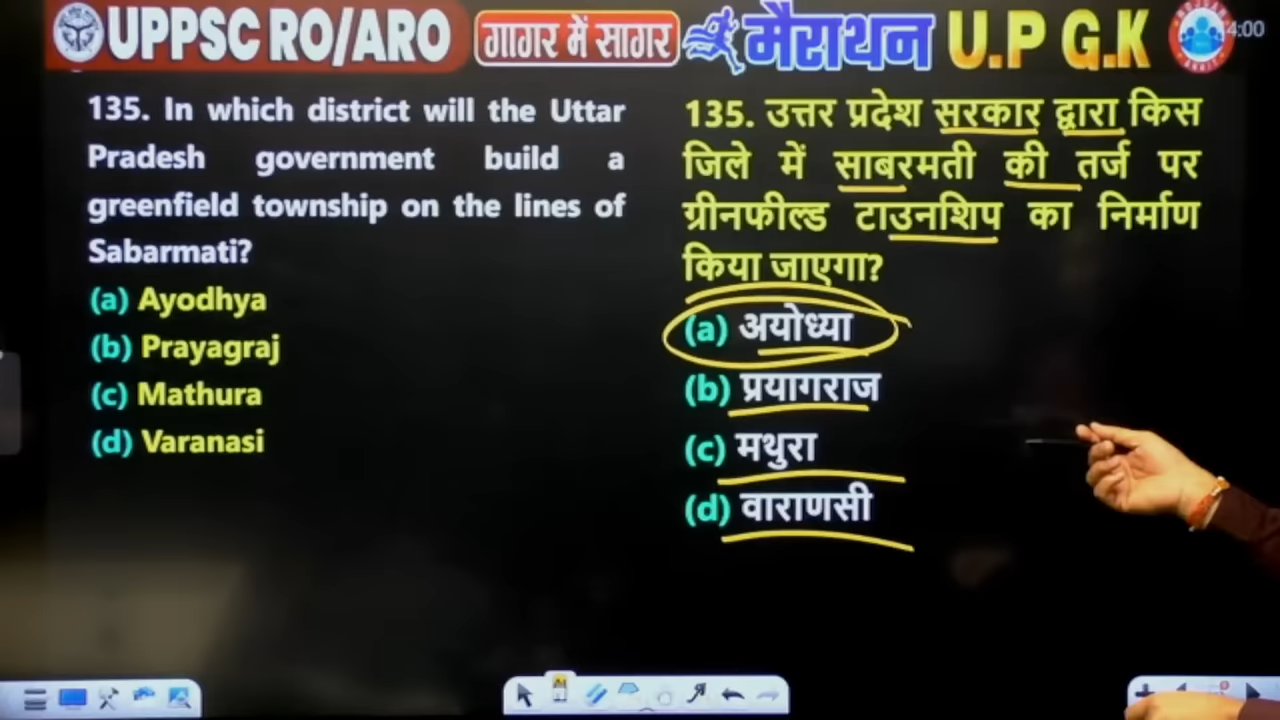 UPPSC RO/ARO गागर में सागर मैराथन U.P G.K
4:00
135. In which district will the Uttar
Pradesh government build a
greenfield township on the lines of
Sabarmati?
(a) Ayodhya
(b) Prayagraj
(c) Mathura
(d) Varanasi
135. उत्तर प्रदेश सरकार द्वारा किस
जिले में साबरमती की तर्ज पर
ग्रीनफील्ड टाउनशिप का निर्माण
किया जाएगा?
(a) अयोध्या
(b) प्रयागराज
(c) मथुरा
(d) वाराणसी